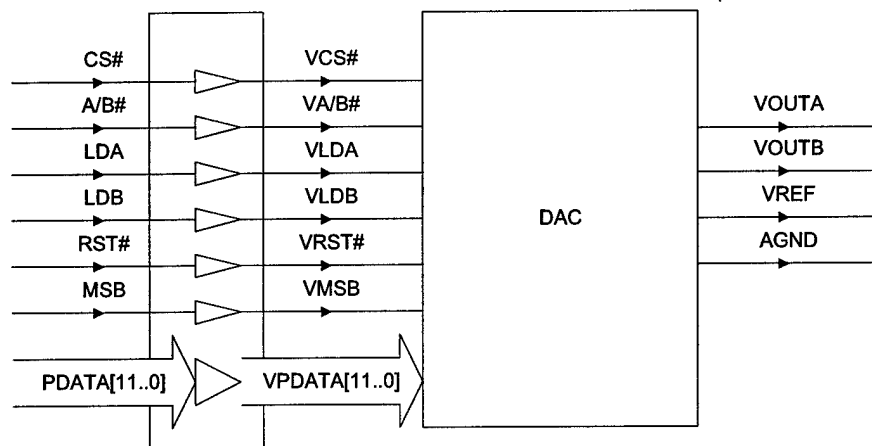 CS# VCS#
A/B# VA/B# VOUTA
LDA VLDA VOUTB
LDB VLDB DAC VREF
RST# VRST# AGND
MSB VMSB
PDATA[11..0] VPDATA[11..0]